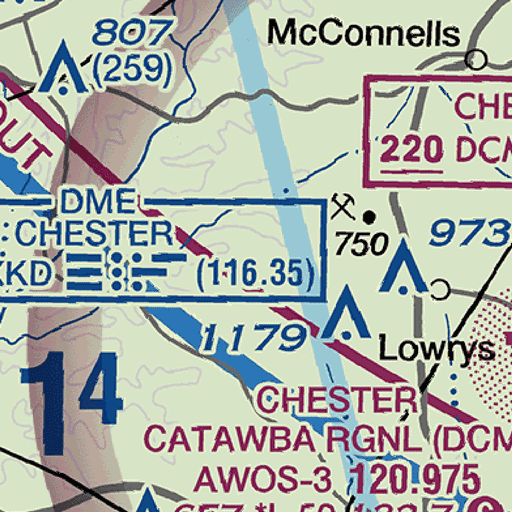 807
McConnells
(259)
OUT
220 DCM
DME
CHESTER
KD
(116.35)
750
973
1179
Lowrys
14
CHESTER
CATAWBA RGNL (DCM
AWOS-3 120.975